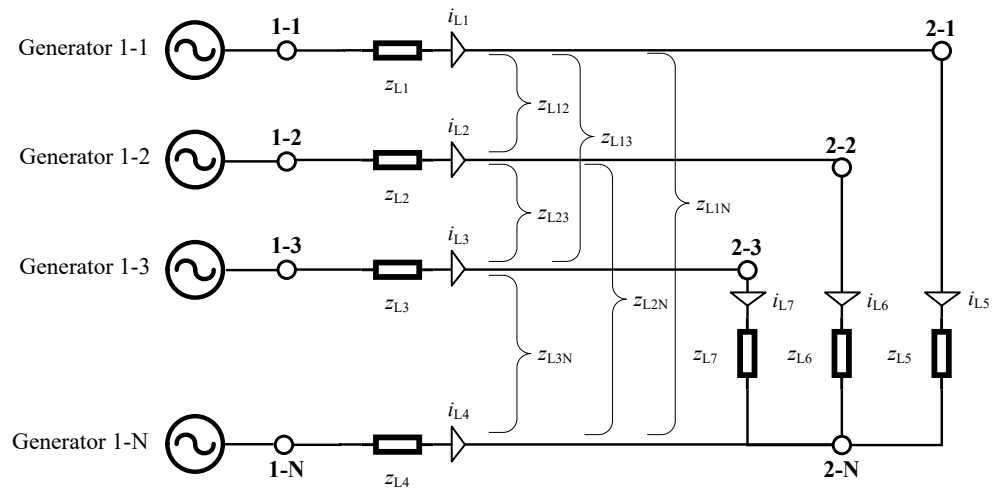 1-1
i_L1
2-1
Generator 1-1
z_L1
z_L12
1-2
i_L2
z_L13
2-2
Generator 1-2
z_L2
z_L23
z_L1N
1-3
i_L3
2-3
Generator 1-3
z_L3
z_L2N
i_L7
i_L6
i_L5
z_L3N
z_L7
z_L6
z_L5
i_L4
Generator 1-N
1-N
z_L4
2-N